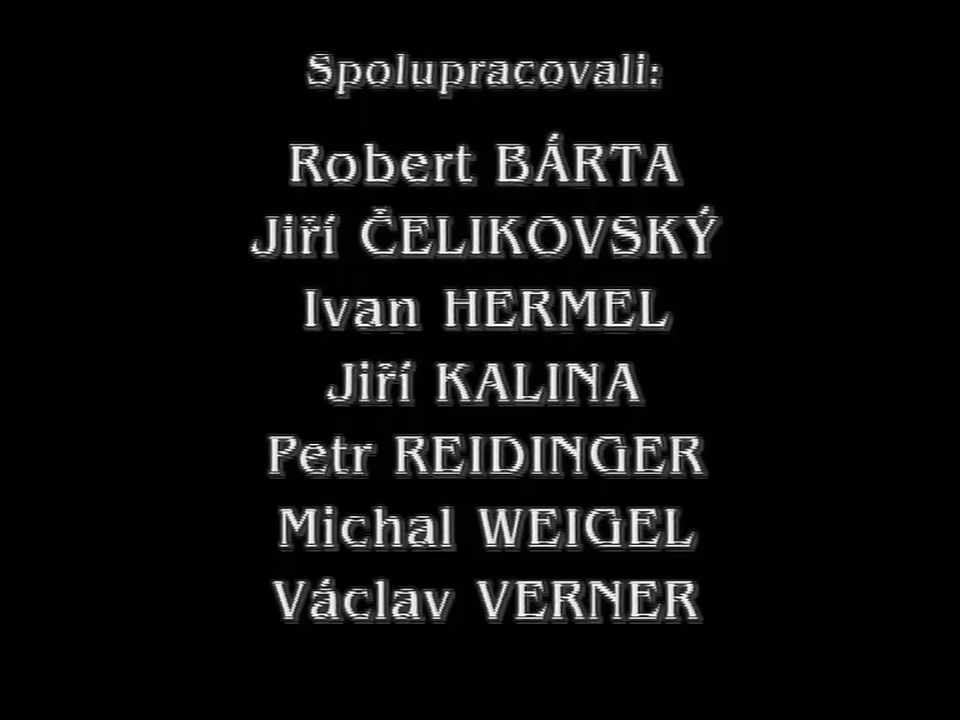 Spolupracovali:
Robert BÁRTA
Jiří ČELIKOVSKÝ
Ivan HERMEL
Jiří KALINA
Petr REIDINGER
Michal WEIGEL
Václav VERNER